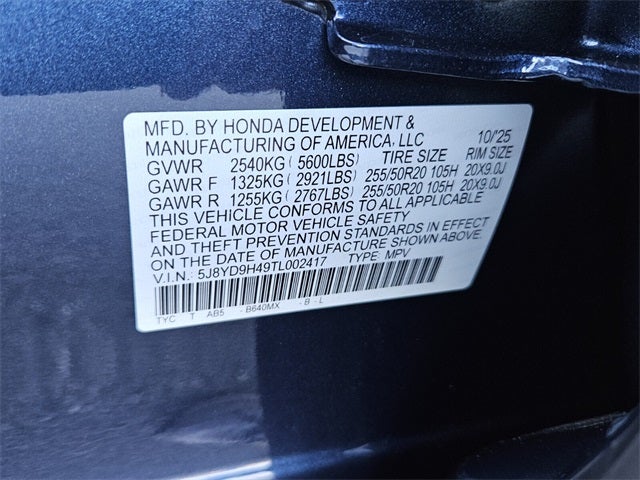 MFD. BY HONDA DEVELOPMENT &
MANUFACTURING OF AMERICA, LLC 10/'25
GVWR 2540KG (5600LBS) TIRE SIZE RIM SIZE
GAWR F 1325KG (2921LBS) 255/50R20 105H 20X9.0J
GAWR R 1255KG (2767LBS) 255/50R20 105H 20X9.0J
THIS VEHICLE CONFORMS TO ALL APPLICABLE
FEDERAL MOTOR VEHICLE SAFETY
AND THEFT PREVENTION STANDARDS IN EFFECT
ON THE DATE OF MANUFACTURE SHOWN ABOVE.
V.I.N.: 5J8YD9H49TL002417 TYPE: MPV
TYC T AB5 - B640MX - B - L